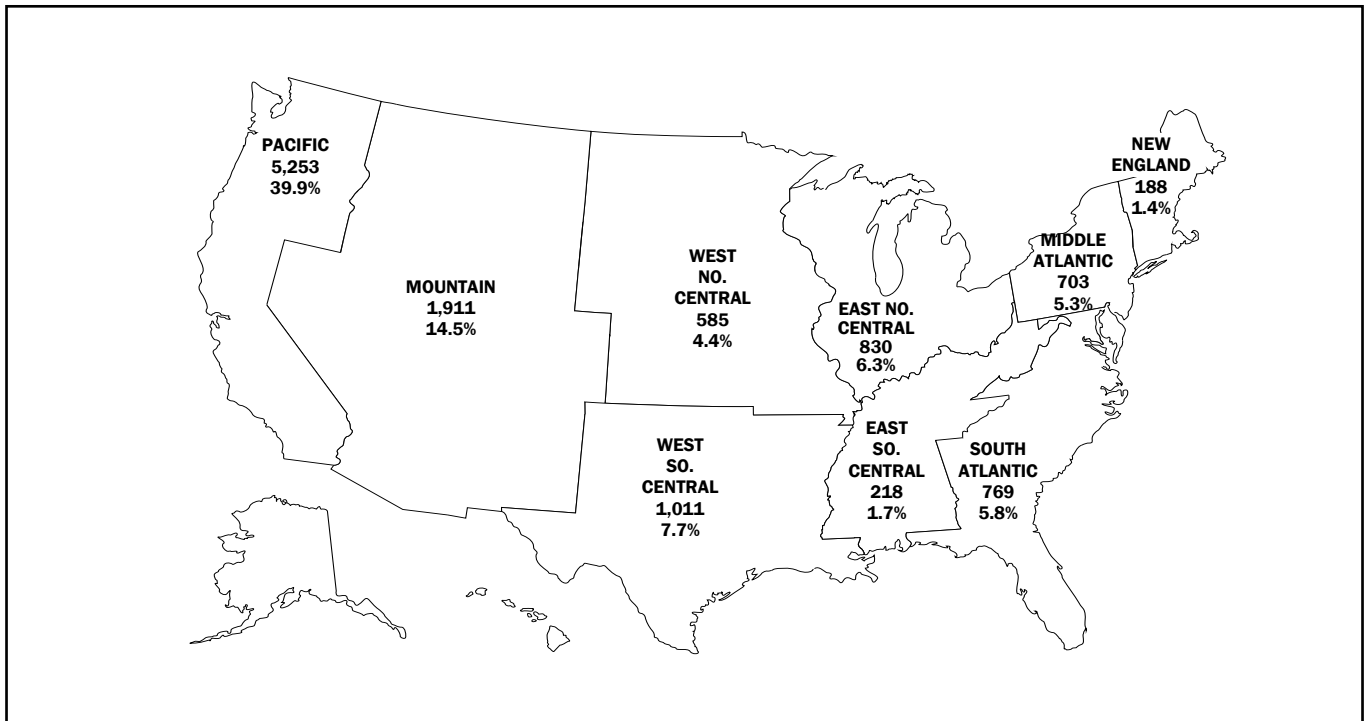 PACIFIC
5,253
39.9%
MOUNTAIN
1,911
14.5%
WEST
NO.
CENTRAL
585
4.4%
WEST
SO.
CENTRAL
1,011
7.7%
EAST NO.
CENTRAL
830
6.3%
EAST
SO.
CENTRAL
218
1.7%
SOUTH
ATLANTIC
769
5.8%
MIDDLE
ATLANTIC
703
5.3%
NEW
ENGLAND
188
1.4%